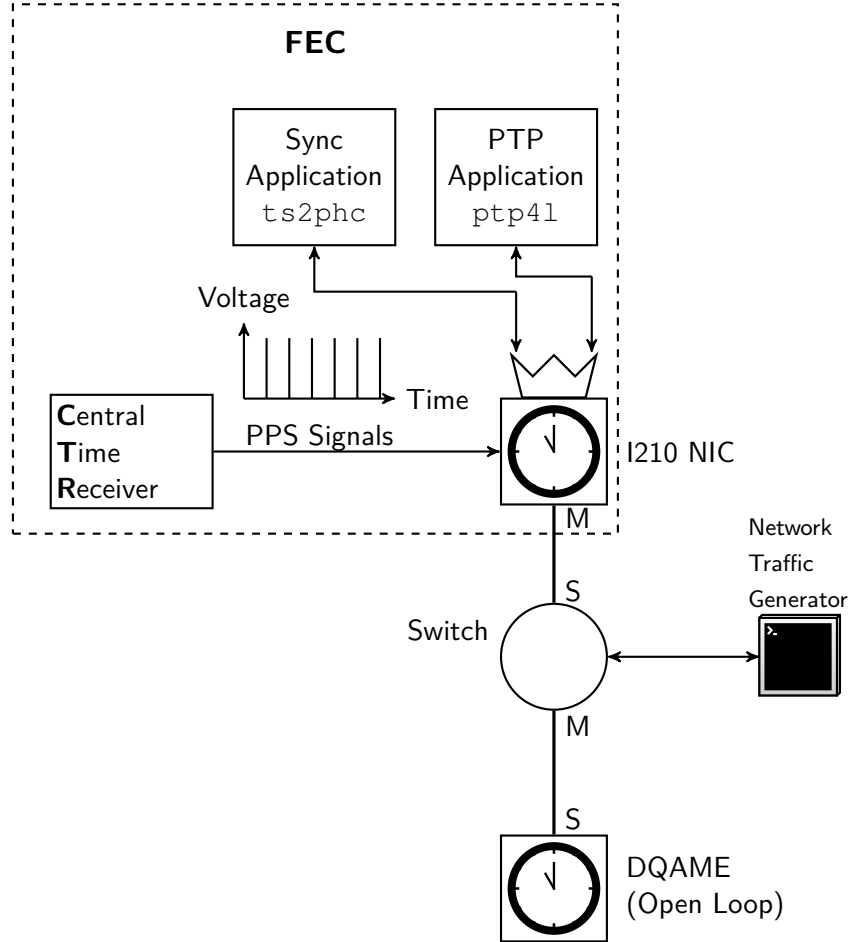 FEC
Sync
Application
ts2phc
PTP
Application
ptp4l
Voltage
Time
Central
Time
Receiver
PPS Signals
I210 NIC
M
S
Switch
Network
Traffic
Generator
>_
M
S
DQAME
(Open Loop)